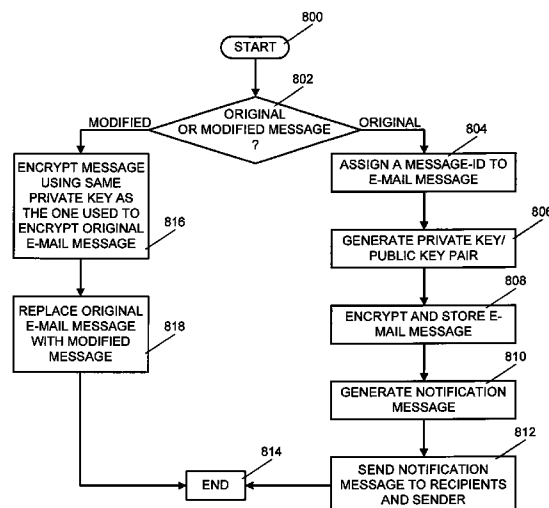 800
START
802
MODIFIED
ORIGINAL
OR MODIFIED MESSAGE
?
ORIGINAL
804
ASSIGN A MESSAGE-ID TO
E-MAIL MESSAGE
ENCRYPT MESSAGE
USING SAME
PRIVATE KEY AS
THE ONE USED TO
ENCRYPT ORIGINAL
E-MAIL MESSAGE
816
806
GENERATE PRIVATE KEY/
PUBLIC KEY PAIR
808
ENCRYPT AND STORE E-
MAIL MESSAGE
REPLACE ORIGINAL
E-MAIL MESSAGE
WITH MODIFIED
MESSAGE
818
810
GENERATE NOTIFICATION
MESSAGE
812
SEND NOTIFICATION
MESSAGE TO RECIPIENTS
AND SENDER
814
END